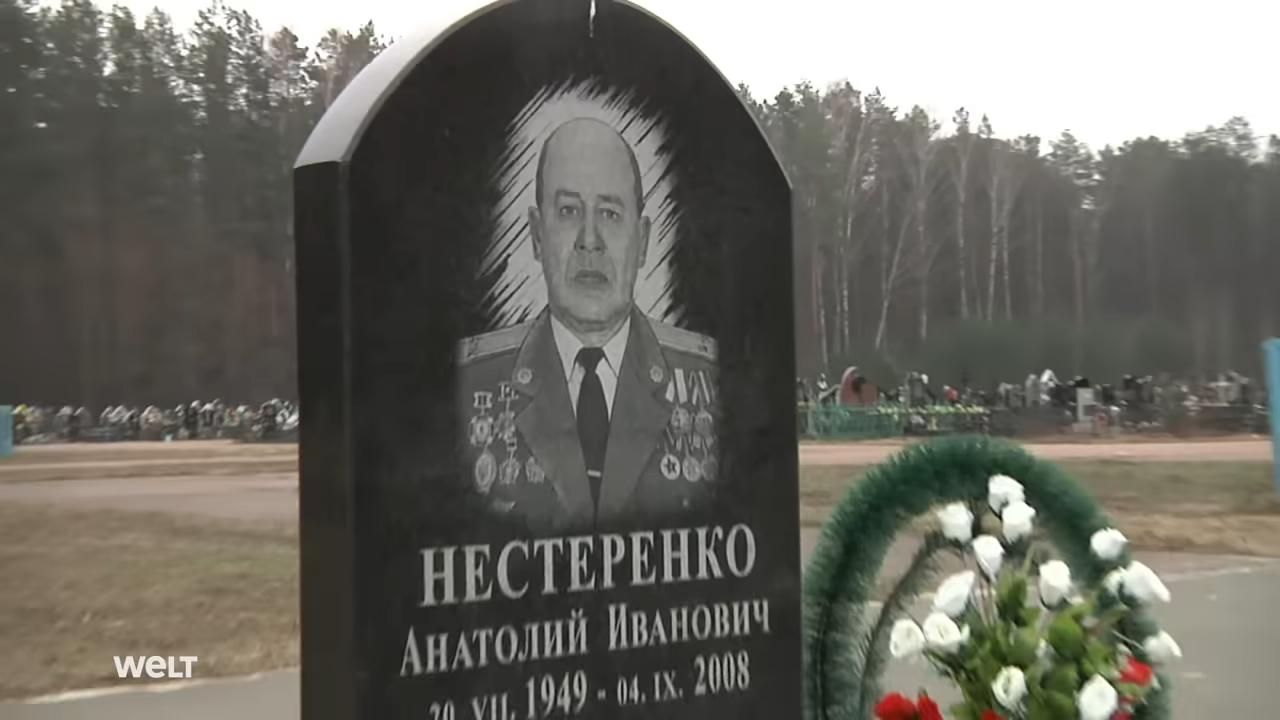 НЕСТЕРЕНКО
АНАТОЛИЙ ИВАНОВИЧ
20. VII. 1949 - 04. IX. 2008
welt